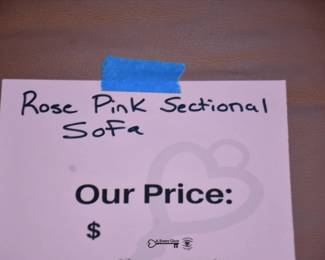 Rose Pink Sectional
Sofa
Our Price:
$